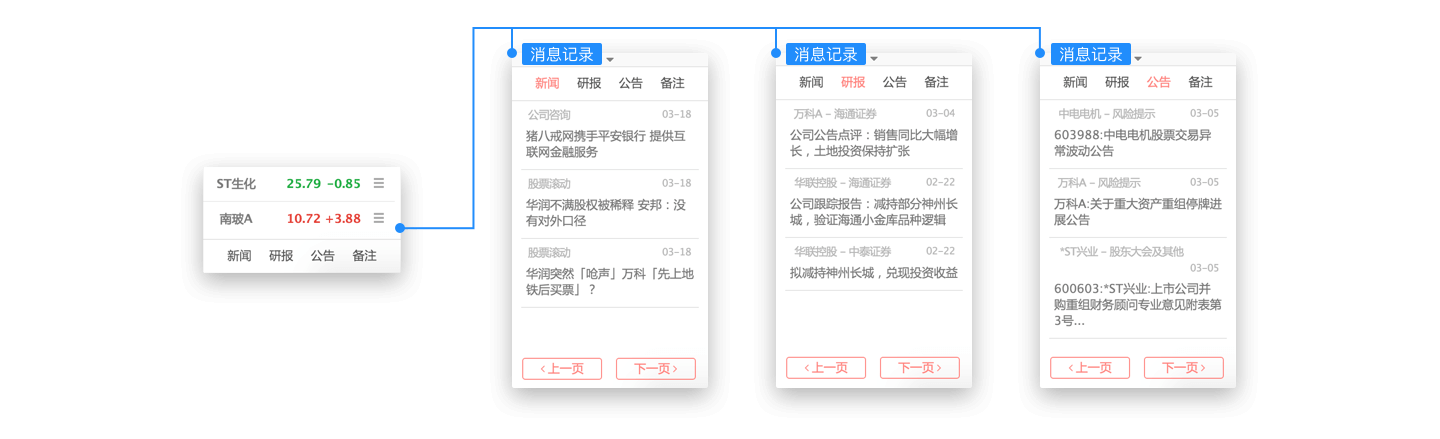 ST生化 25.79 -0.85
南玻A 10.72 +3.88
新闻 研报 公告 备注
消息记录
新闻 研报 公告 备注
公司咨询 03-18
猪八戒网携手平安银行 提供互
联网金融服务
股票滚动 03-18
华润不满股权被稀释 安邦：没
有对外口径
股票滚动 03-18
华润突然「呛声」万科「先上地
铁后买票」？
‹ 上一页 下一页 ›
消息记录
新闻 研报 公告 备注
万科A – 海通证券 03-04
公司公告点评：销售同比大幅增
长，土地投资保持扩张
华联控股 – 海通证券 02-22
公司跟踪报告：减持部分神州长
城，验证海通小金库品种逻辑
华联控股 – 中泰证券 02-22
拟减持神州长城，兑现投资收益
‹ 上一页 下一页 ›
消息记录
新闻 研报 公告 备注
中电电机 – 风险提示 03-05
603988:中电电机股票交易异
常波动公告
万科A – 风险提示 03-05
万科A:关于重大资产重组停牌进
展公告
*ST兴业 – 股东大会及其他
03-05
600603:*ST兴业:上市公司并
购重组财务顾问专业意见附表第
3号...
‹ 上一页 下一页 ›